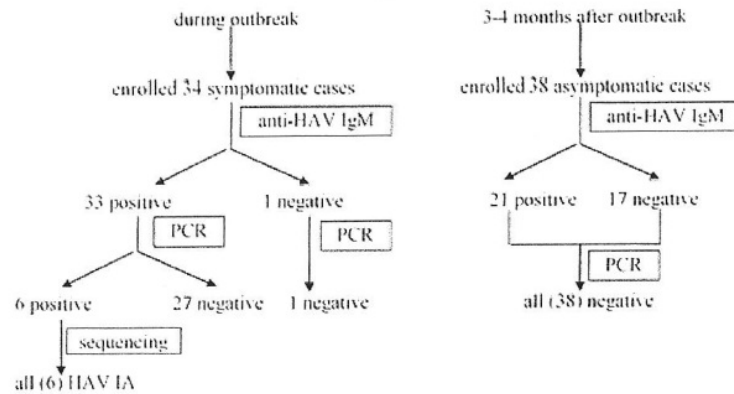 during outbreak
enrolled 34 symptomatic cases
anti-HAV IgM
33 positive
1 negative
PCR
PCR
6 positive
27 negative
1 negative
sequencing
all (6) HAV IA
3-4 months after outbreak
enrolled 38 asymptomatic cases
anti-HAV IgM
21 positive
17 negative
PCR
all (38) negative